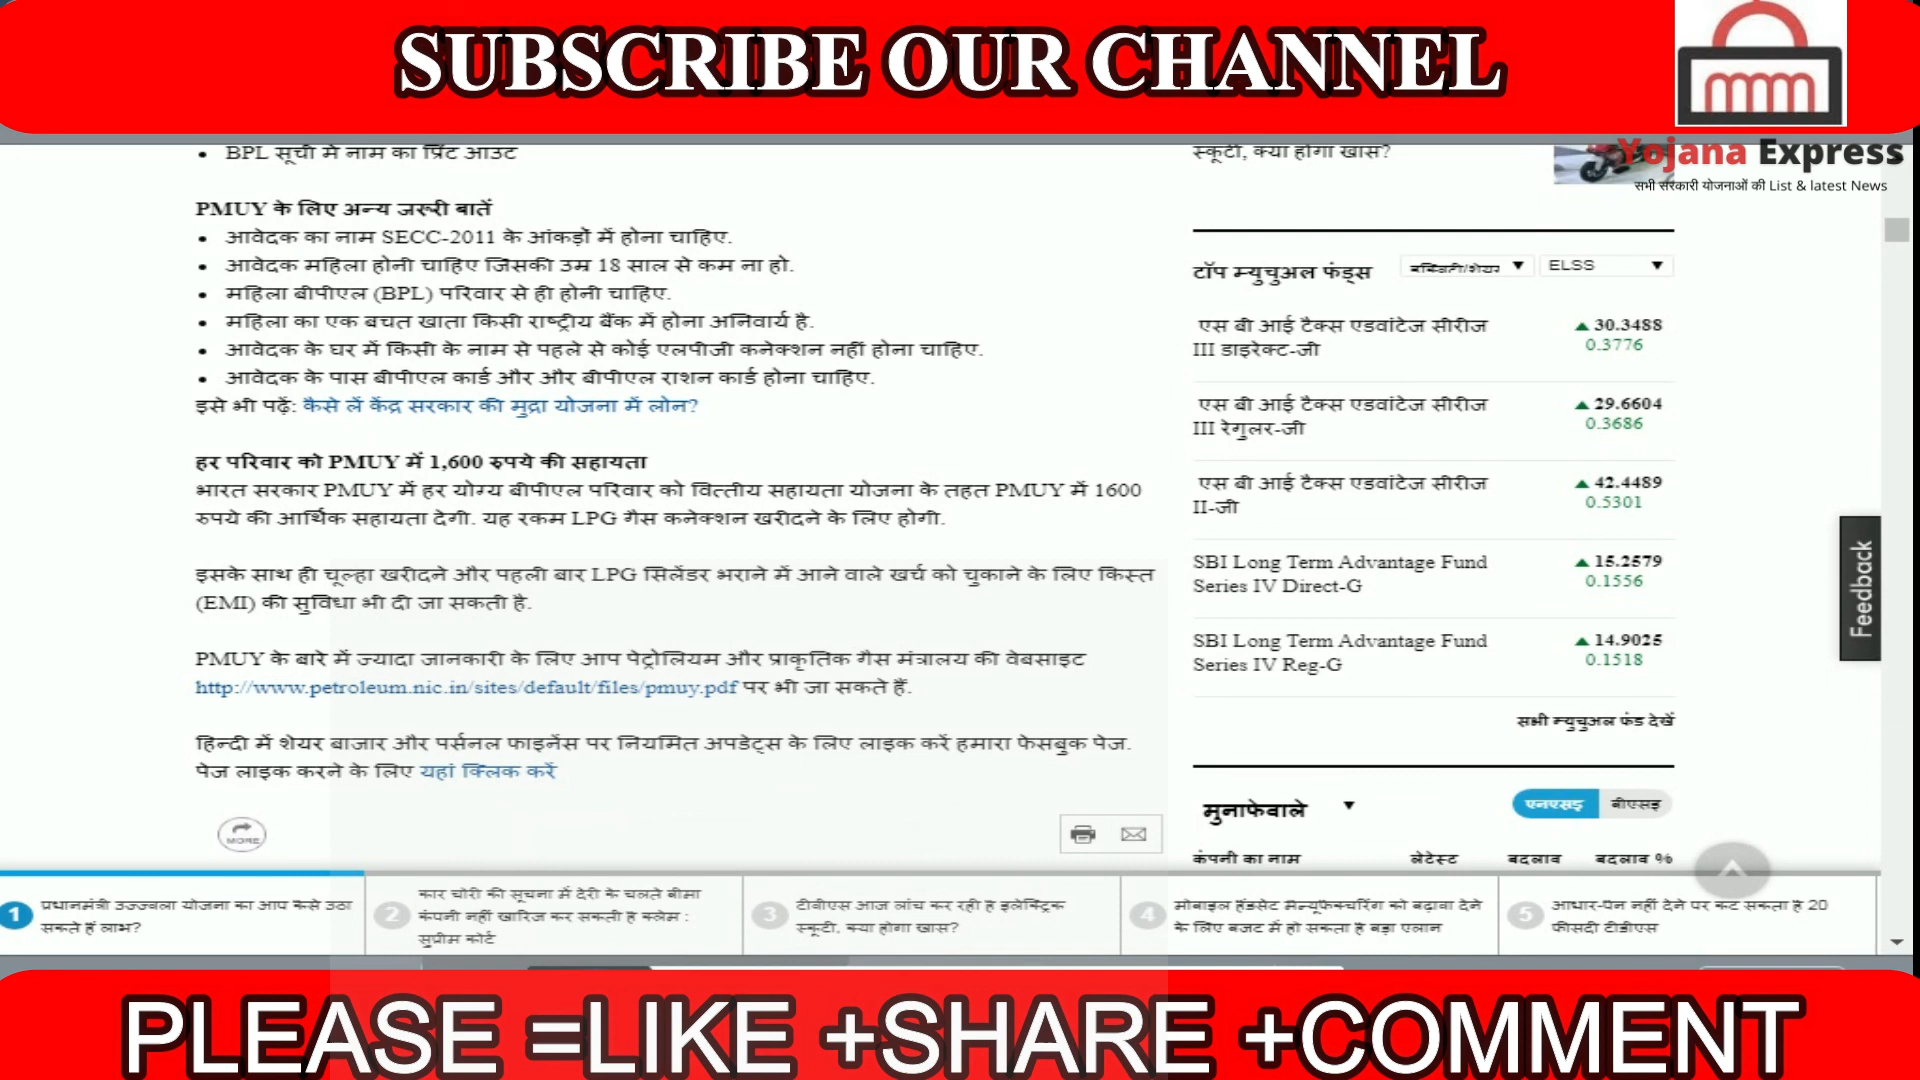 SUBSCRIBE OUR CHANNEL
Yojana Express
सभी सरकारी योजनाओं की List & latest News
BPL सूची में नाम का प्रिंट आउट
PMUY के लिए अन्य जरूरी बातें
आवेदक का नाम SECC-2011 के आंकड़ों में होना चाहिए.
आवेदक महिला होनी चाहिए जिसकी उम्र 18 साल से कम ना हो.
महिला बीपीएल (BPL) परिवार से ही होनी चाहिए.
महिला का एक बचत खाता किसी राष्ट्रीय बैंक में होना अनिवार्य है.
आवेदक के घर में किसी के नाम से पहले से कोई एलपीजी कनेक्शन नहीं होना चाहिए.
आवेदक के पास बीपीएल कार्ड और और बीपीएल राशन कार्ड होना चाहिए.
इसे भी पढ़ें: कैसे लें केंद्र सरकार की मुद्रा योजना में लोन?
हर परिवार को PMUY में 1,600 रुपये की सहायता
भारत सरकार PMUY में हर योग्य बीपीएल परिवार को वित्तीय सहायता योजना के तहत PMUY में 1600
रुपये की आर्थिक सहायता देगी. यह रकम LPG गैस कनेक्शन खरीदने के लिए होगी.
इसके साथ ही चूल्हा खरीदने और पहली बार LPG सिलेंडर भराने में आने वाले खर्च को चुकाने के लिए किस्त
(EMI) की सुविधा भी दी जा सकती है.
PMUY के बारे में ज्यादा जानकारी के लिए आप पेट्रोलियम और प्राकृतिक गैस मंत्रालय की वेबसाइट
http://www.petroleum.nic.in/sites/default/files/pmuy.pdf पर भी जा सकते हैं.
हिन्दी में शेयर बाजार और पर्सनल फाइनेंस पर नियमित अपडेट्स के लिए लाइक करें हमारा फेसबुक पेज.
पेज लाइक करने के लिए यहां क्लिक करें
MORE
स्कूटी, क्या होगा खास?
टॉप म्युचुअल फंड्स
ELSS
एस बी आई टैक्स एडवांटेज सीरीज
III डाइरेक्ट-जी
30.3488
0.3776
एस बी आई टैक्स एडवांटेज सीरीज
III रेगुलर-जी
29.6604
0.3686
एस बी आई टैक्स एडवांटेज सीरीज
II-जी
42.4489
0.5301
SBI Long Term Advantage Fund
Series IV Direct-G
15.2579
0.1556
SBI Long Term Advantage Fund
Series IV Reg-G
14.9025
0.1518
सभी म्युचुअल फंड देखें
मुनाफेवाले
एनएसइ बीएसइ
कंपनी का नाम लेटेस्ट बदलाव बदलाव %
Feedback
1 प्रधानमंत्री उज्ज्वला योजना का आप कैसे उठा
सकते हैं लाभ?
2 कार चोरी की सूचना में देरी के चलते बीमा
कंपनी नहीं खारिज कर सकती है क्लेम :
सुप्रीम कोर्ट
3 टीवीएस आज लांच कर रही है इलेक्ट्रिक
स्कूटी, क्या होगा खास?
4 मोबाइल हैंडसेट मैन्यूफैक्चरिंग को बढ़ावा देने
के लिए बजट में हो सकता है बड़ा एलान
5 आधार-पैन नहीं देने पर कट सकता है 20
फीसदी टीडीएस
PLEASE =LIKE +SHARE +COMMENT